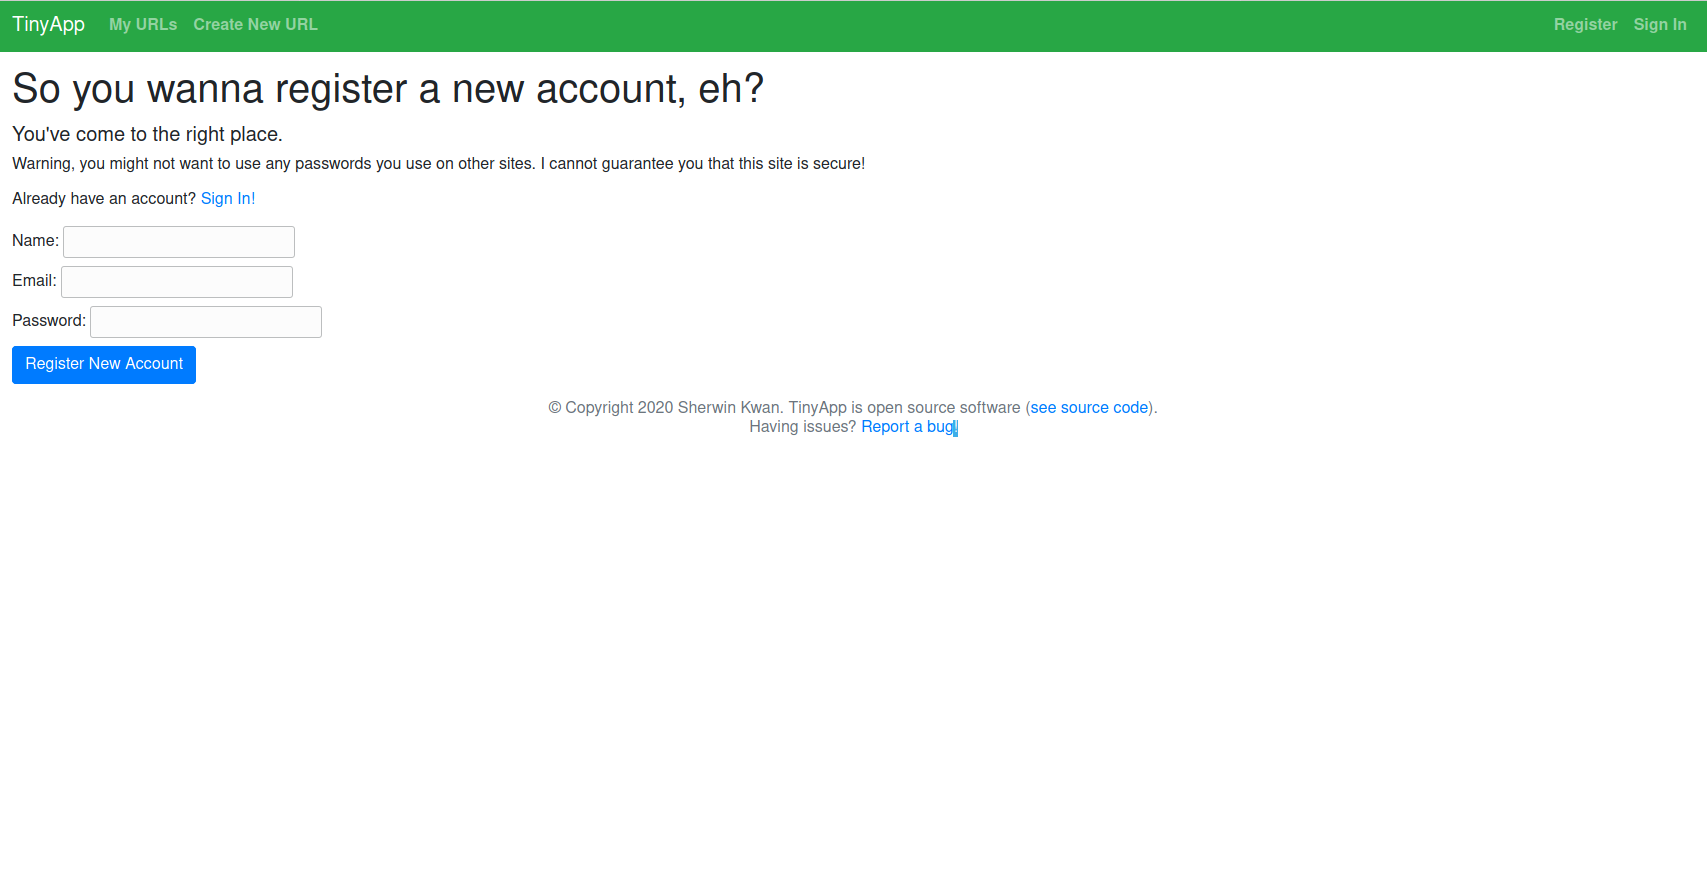 TinyApp My URLs Create New URL Register Sign In
So you wanna register a new account, eh?
You've come to the right place.
Warning, you might not want to use any passwords you use on other sites. I cannot guarantee you that this site is secure!
Already have an account? Sign In!
Name:
Email:
Password:
Register New Account
© Copyright 2020 Sherwin Kwan. TinyApp is open source software (see source code).
Having issues? Report a bug!